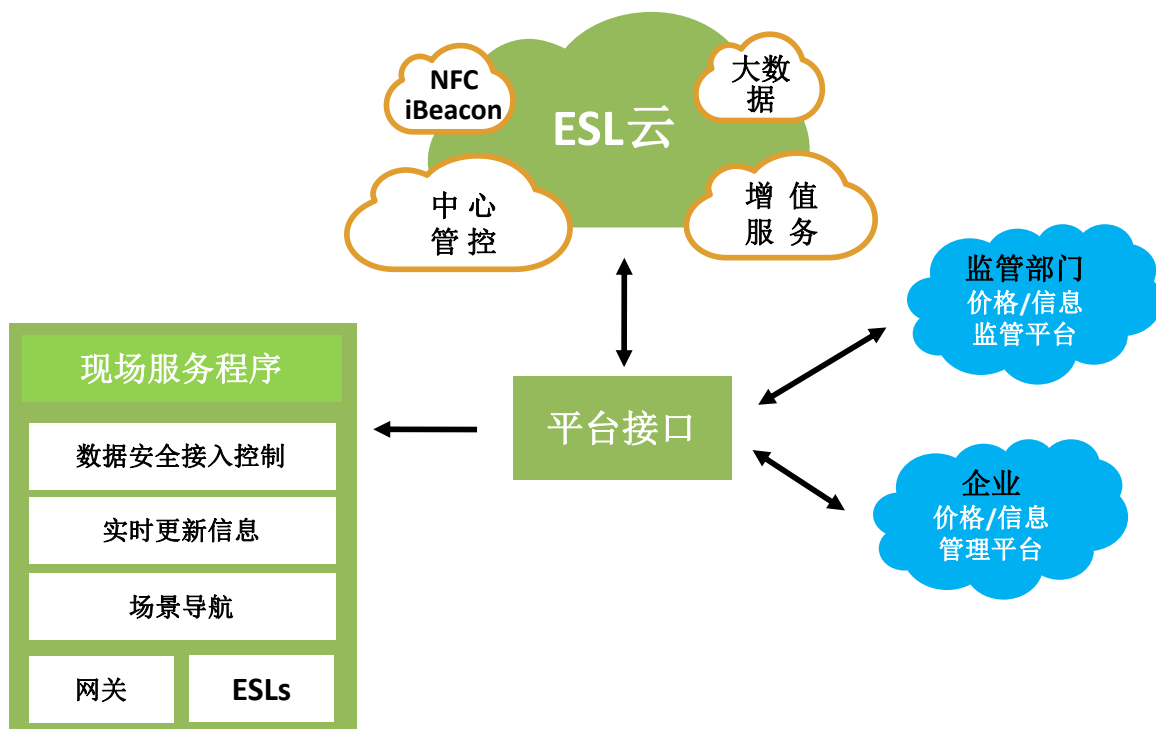 NFC
iBeacon
大数
据
ESL云
中 心
管 控
增 值
服 务
监管部门
价格/信息
监管平台
现场服务程序
平台接口
数据安全接入控制
企业
价格/信息
管理平台
实时更新信息
场景导航
网关
ESLs